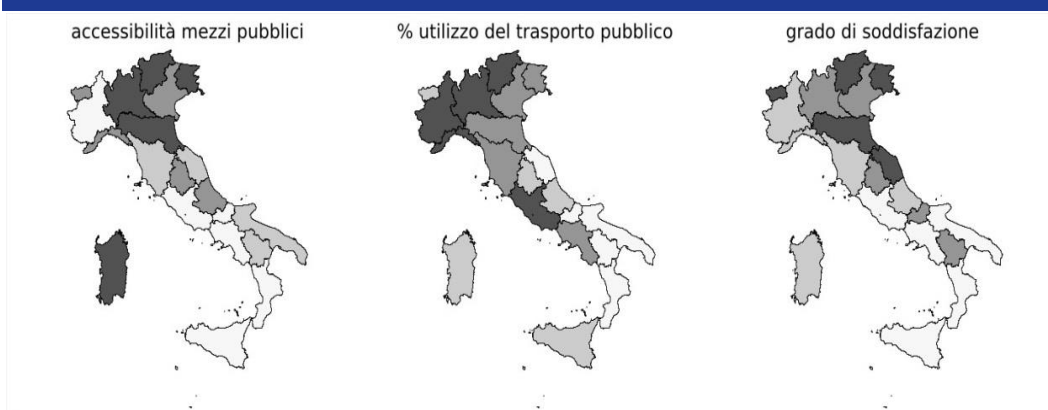 accessibilità mezzi pubblici
% utilizzo del trasporto pubblico
grado di soddisfazione